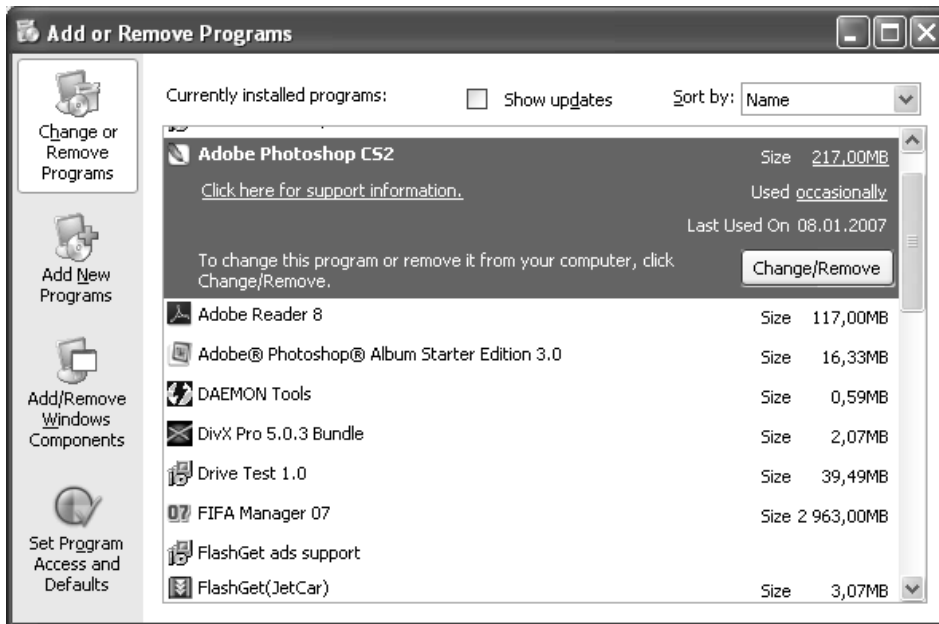 Add or Remove Programs
Change or
Remove
Programs
Add New
Programs
Add/Remove
Windows
Components
Set Program
Access and
Defaults
Currently installed programs:
Show updates
Sort by:
Name
Adobe Photoshop CS2
Size 217,00MB
Click here for support information.
Used occasionally
Last Used On 08.01.2007
To change this program or remove it from your computer, click
Change/Remove.
Change/Remove
Adobe Reader 8
Size 117,00MB
Adobe® Photoshop® Album Starter Edition 3.0
Size 16,33MB
DAEMON Tools
Size 0,59MB
DivX Pro 5.0.3 Bundle
Size 2,07MB
Drive Test 1.0
Size 39,49MB
07 FIFA Manager 07
Size 2 963,00MB
FlashGet ads support
FlashGet(JetCar)
Size 3,07MB